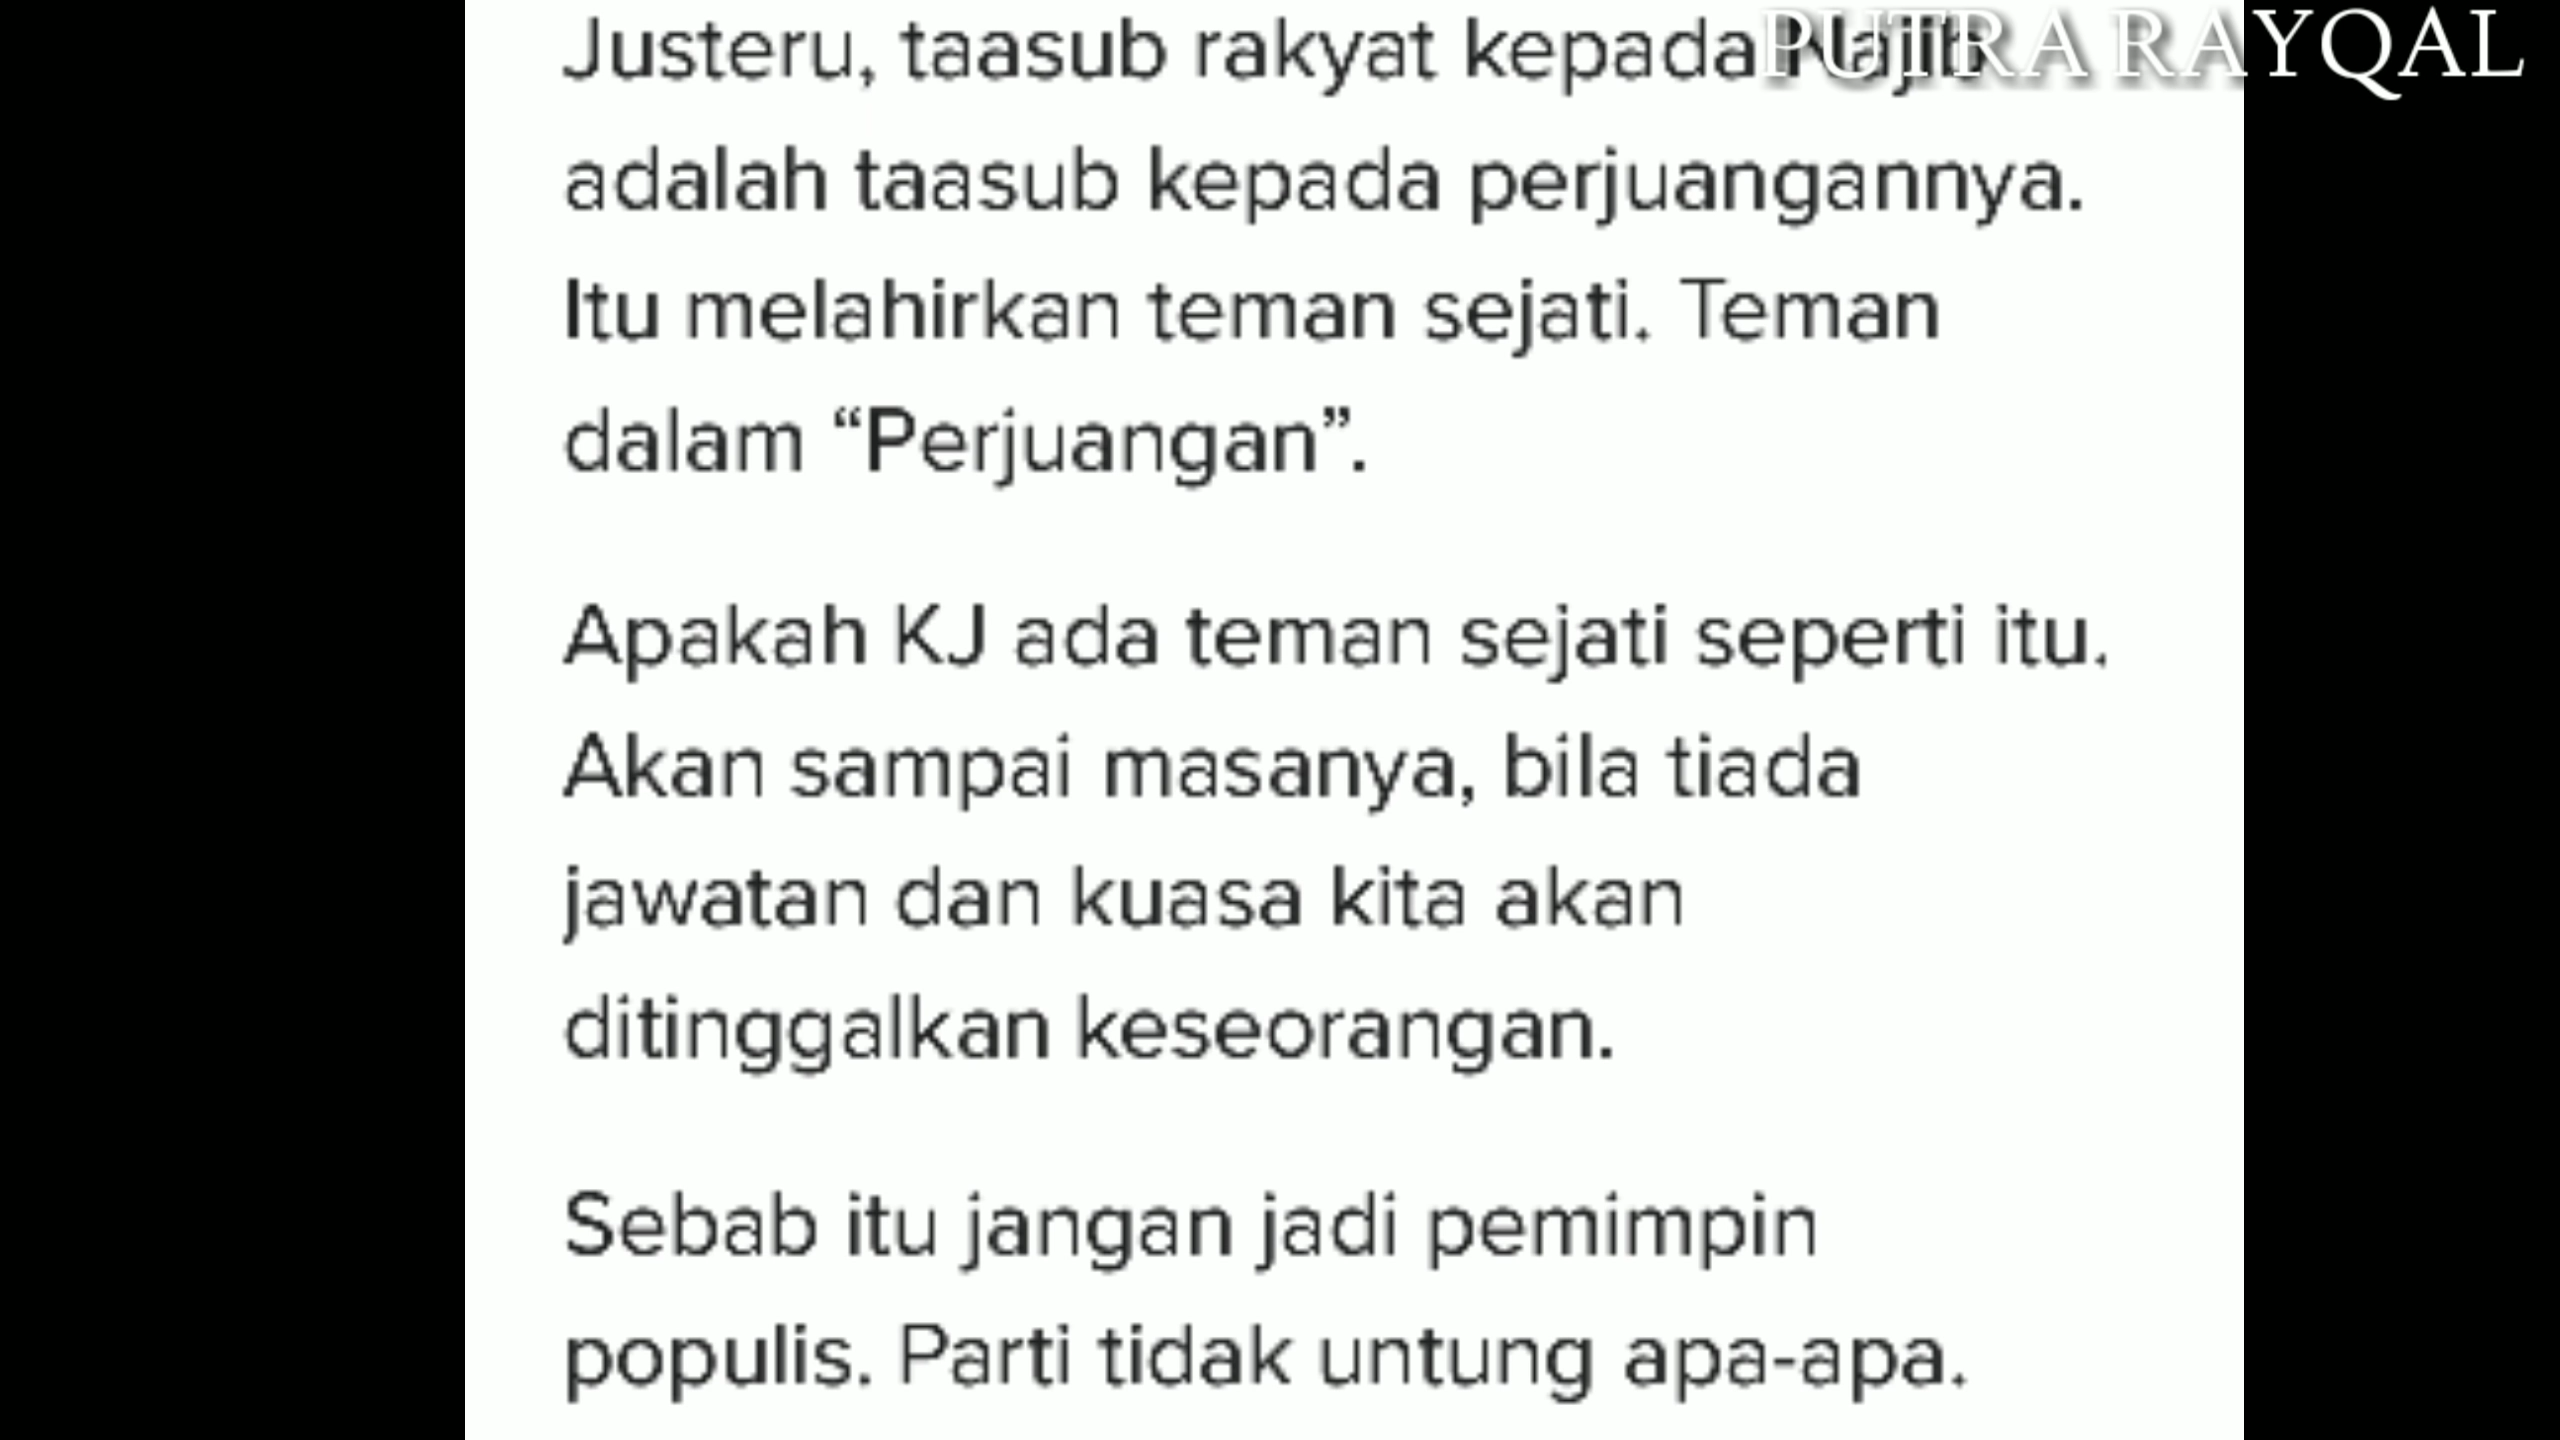 Justeru, taasub rakyat kepada Najib
PUTRA RAYQAL
adalah taasub kepada perjuangannya.
Itu melahirkan teman sejati. Teman
dalam “Perjuangan”.
Apakah KJ ada teman sejati seperti itu.
Akan sampai masanya, bila tiada
jawatan dan kuasa kita akan
ditinggalkan keseorangan.
Sebab itu jangan jadi pemimpin
populis. Parti tidak untung apa-apa.